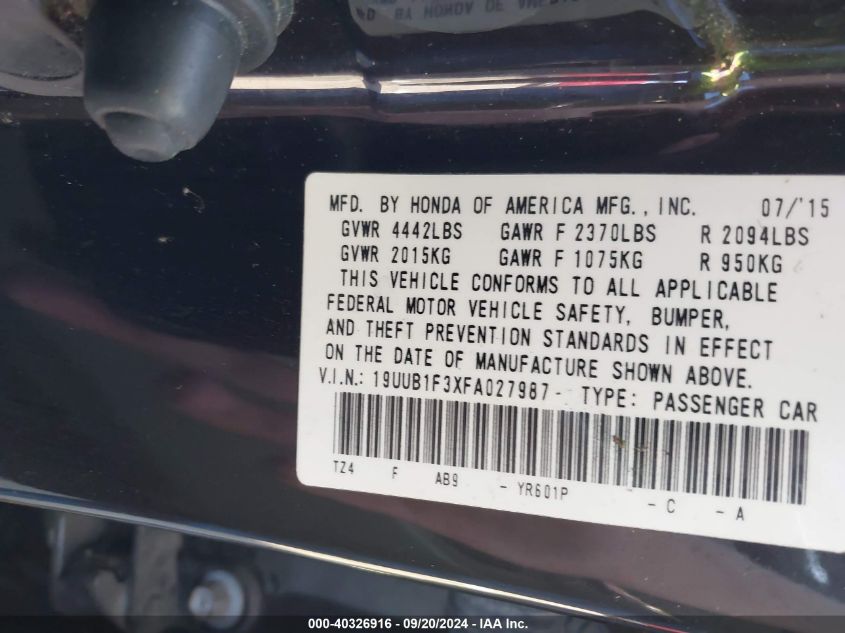 MFD. BY HONDA OF AMERICA MFG., INC. 07/'15
GVWR 4442LBS GAWR F 2370LBS R 2094LBS
GVWR 2015KG GAWR F 1075KG R 950KG
THIS VEHICLE CONFORMS TO ALL APPLICABLE
FEDERAL MOTOR VEHICLE SAFETY, BUMPER,
AND THEFT PREVENTION STANDARDS IN EFFECT
ON THE DATE OF MANUFACTURE SHOWN ABOVE.
V.I.N.: 19UUB1F3XFA027987- TYPE: PASSENGER CAR
TZ4 F AB9 - YR601P - C - A
000-40326916 - 09/20/2024 - IAA Inc.